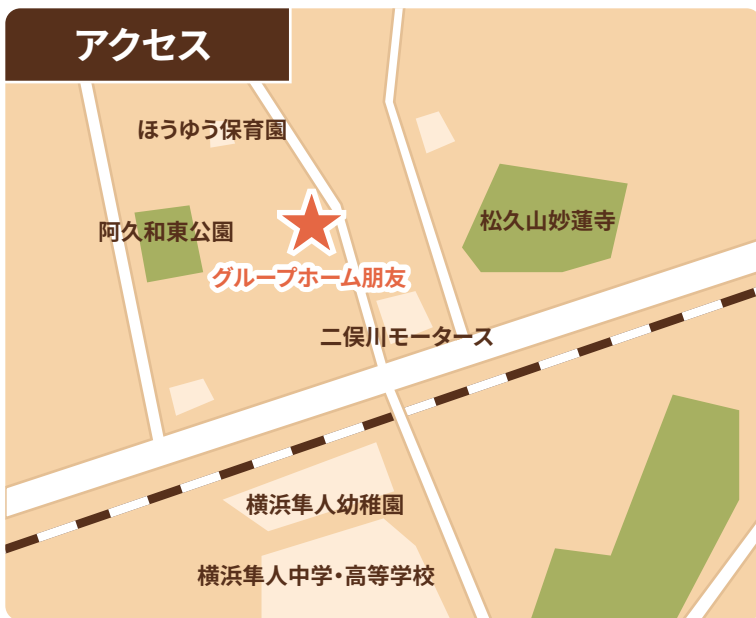 アクセス
ほうゆう保育園
阿久和東公園
松久山妙蓮寺
グループホーム朋友
二俣川モータース
横浜隼人幼稚園
横浜隼人中学・高等学校